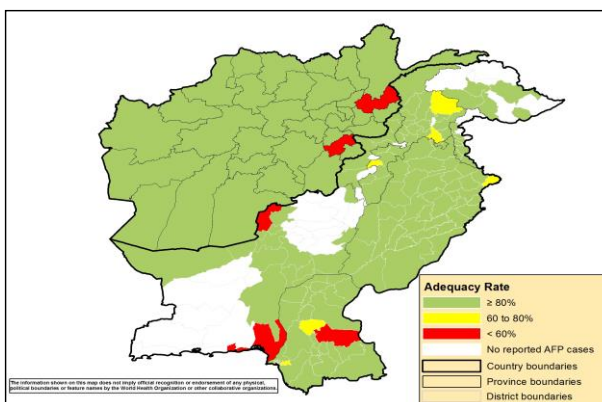 Adequacy Rate
≥ 80%
60 to 80%
< 60%
No reported AFP cases
Country boundaries
Province boundaries
District boundaries
The information shown on this map does not imply official recognition or endorsement of any physical,
political boundaries or feature names by the World Health Organization or other collaborative organizations.